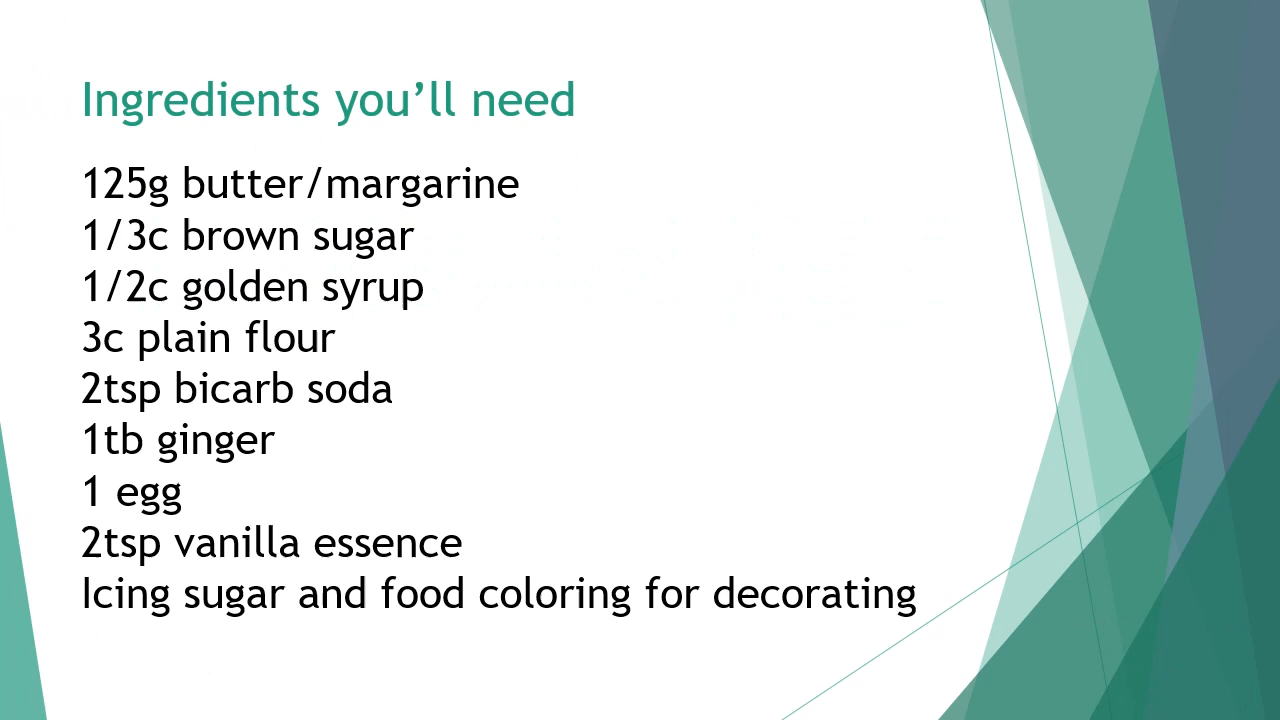 Ingredients you’ll need
125g butter/margarine
1/3c brown sugar
1/2c golden syrup
3c plain flour
2tsp bicarb soda
1tb ginger
1 egg
2tsp vanilla essence
Icing sugar and food coloring for decorating